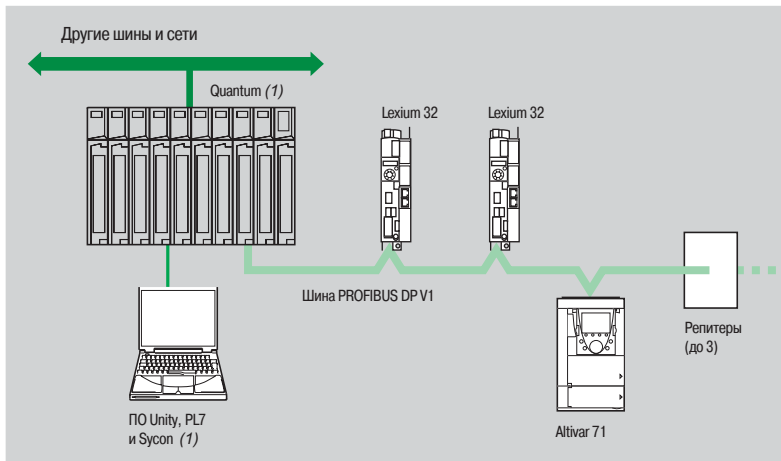 Другие шины и сети
Quantum (1)
Lexium 32
Lexium 32
Шина PROFIBUS DP V1
Репитеры
(до 3)
ПО Unity, PL7
и Sycon (1)
Altivar 71